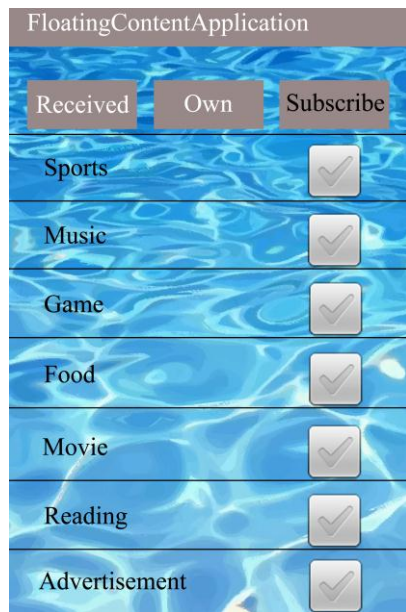 FloatingContentApplication
Received Own Subscribe
Sports
Music
Game
Food
Movie
Reading
Advertisement